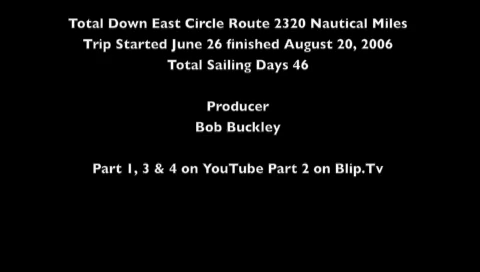 Total Down East Circle Route 2320 Nautical Miles
Trip Started June 26 finished August 20, 2006
Total Sailing Days 46
Producer
Bob Buckley
Part 1, 3 & 4 on YouTube Part 2 on Blip.Tv